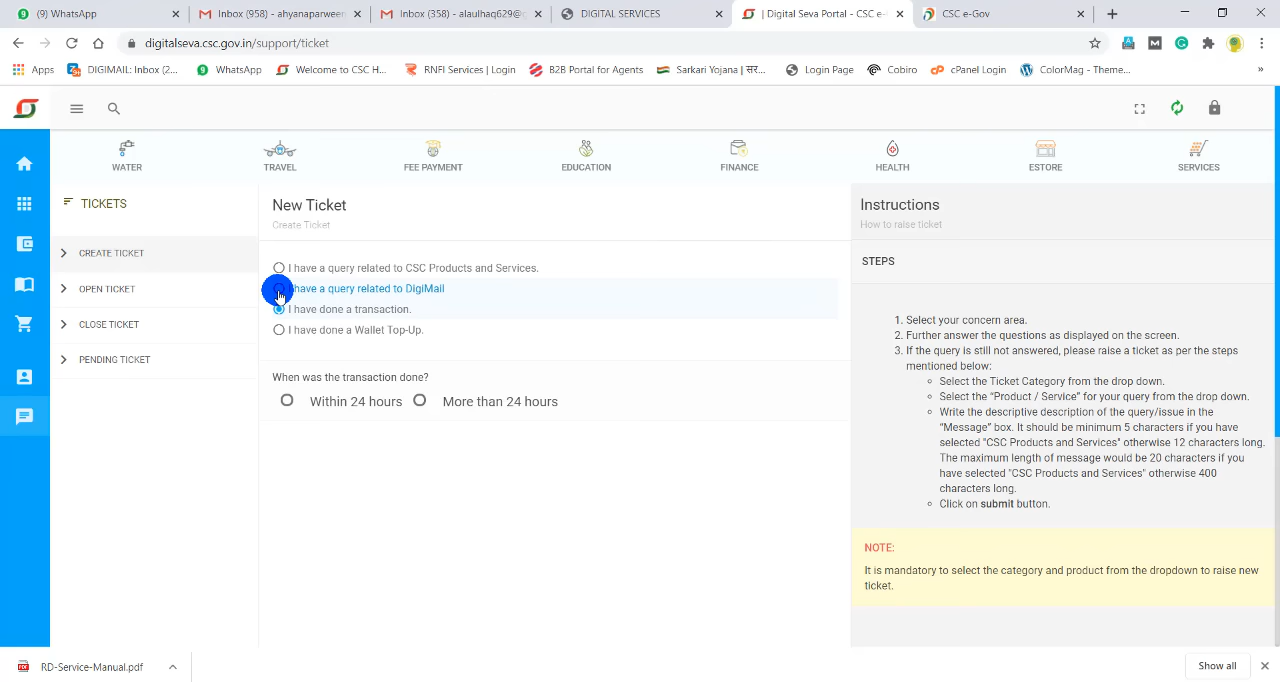 (9) WhatsApp
Inbox (958) - ahyanaparween
Inbox (358) - alaulhaq629@g
DIGITAL SERVICES
| Digital Seva Portal - CSC e-
CSC e-Gov
digitalseva.csc.gov.in/support/ticket
Apps
DIGIMAIL: Inbox (2...
WhatsApp
Welcome to CSC H...
RNFI Services | Login
B2B Portal for Agents
Sarkari Yojana | सर...
Login Page
Cobiro
cPanel Login
ColorMag - Theme...
WATER
TRAVEL
FEE PAYMENT
EDUCATION
FINANCE
HEALTH
ESTORE
SERVICES
TICKETS
CREATE TICKET
OPEN TICKET
CLOSE TICKET
PENDING TICKET
New Ticket
Create Ticket
I have a query related to CSC Products and Services.
have a query related to DigiMail
I have done a transaction.
I have done a Wallet Top-Up.
When was the transaction done?
Within 24 hours
More than 24 hours
Instructions
How to raise ticket
STEPS
1. Select your concern area.
2. Further answer the questions as displayed on the screen.
3. If the query is still not answered, please raise a ticket as per the steps
mentioned below:
Select the Ticket Category from the drop down.
Select the “Product / Service” for your query from the drop down.
Write the descriptive description of the query/issue in the
“Message” box. It should be minimum 5 characters if you have
selected "CSC Products and Services" otherwise 12 characters long.
The maximum length of message would be 20 characters if you
have selected "CSC Products and Services" otherwise 400
characters long.
Click on submit button.
NOTE:
It is mandatory to select the category and product from the dropdown to raise new
ticket.
RD-Service-Manual.pdf
Show all